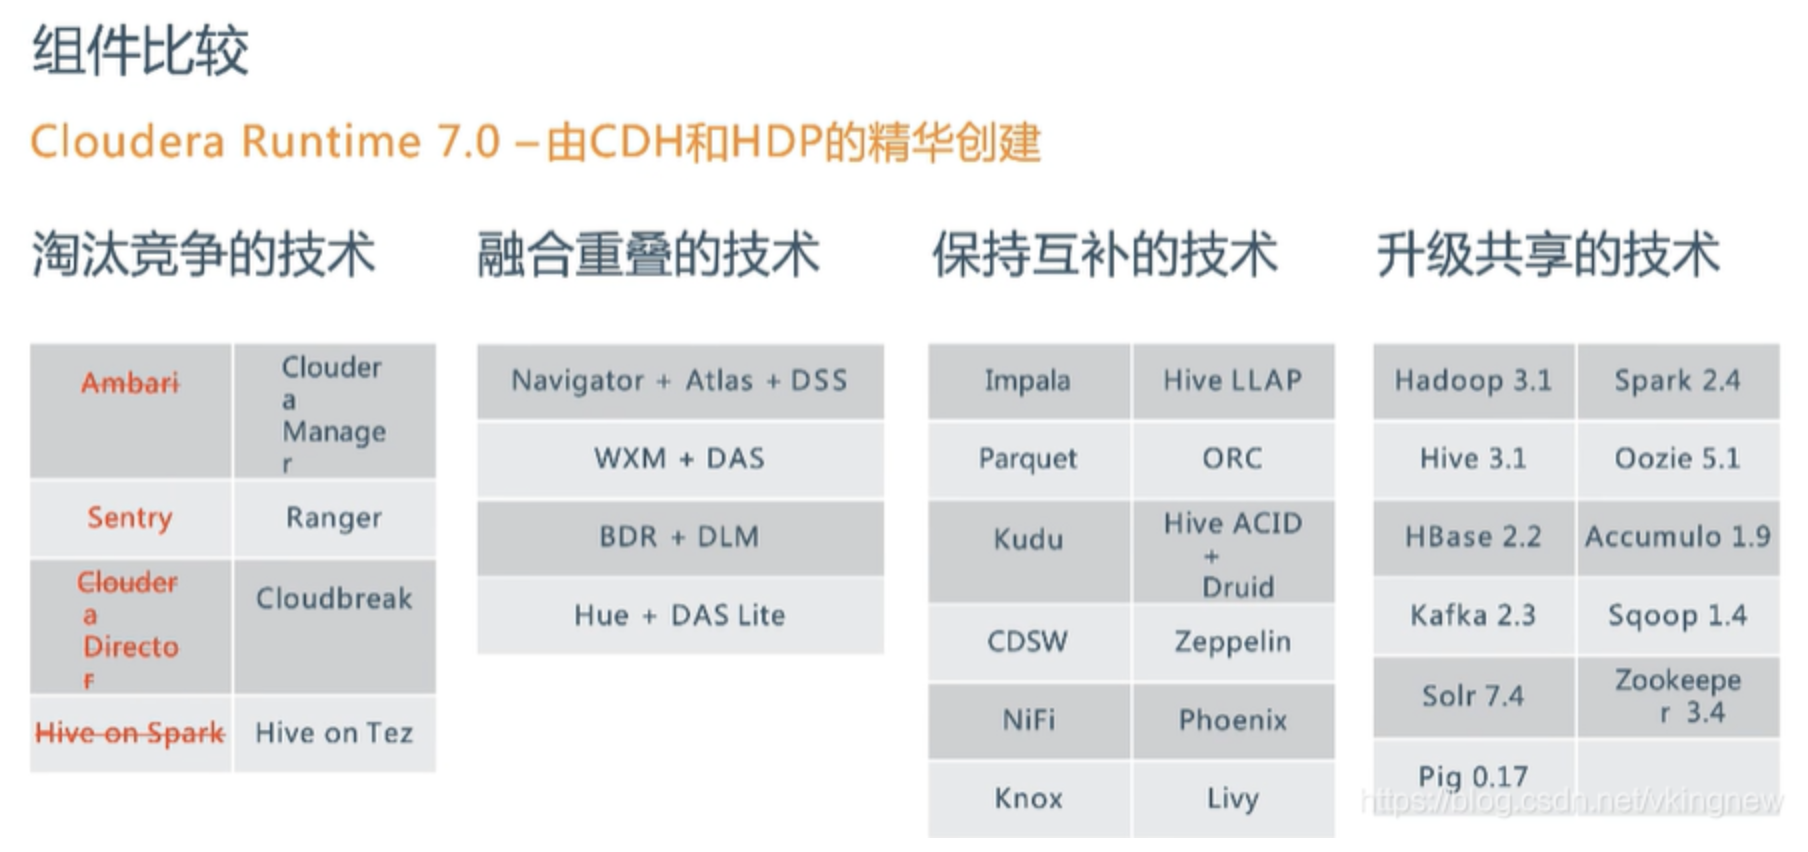 组件比较
Cloudera Runtime 7.0 –由CDH和HDP的精华创建
淘汰竞争的技术
Ambari
Clouder
a
Manage
r
Sentry
Ranger
Clouder
a
Directo
r
Cloudbreak
Hive on Spark
Hive on Tez
融合重叠的技术
Navigator + Atlas + DSS
WXM + DAS
BDR + DLM
Hue + DAS Lite
保持互补的技术
Impala
Hive LLAP
Parquet
ORC
Kudu
Hive ACID
+
Druid
CDSW
Zeppelin
NiFi
Phoenix
Knox
Livy
升级共享的技术
Hadoop 3.1
Spark 2.4
Hive 3.1
Oozie 5.1
HBase 2.2
Accumulo 1.9
Kafka 2.3
Sqoop 1.4
Solr 7.4
Zookeepe
r 3.4
Pig 0.17
https://blog.csdn.net/vkingnew